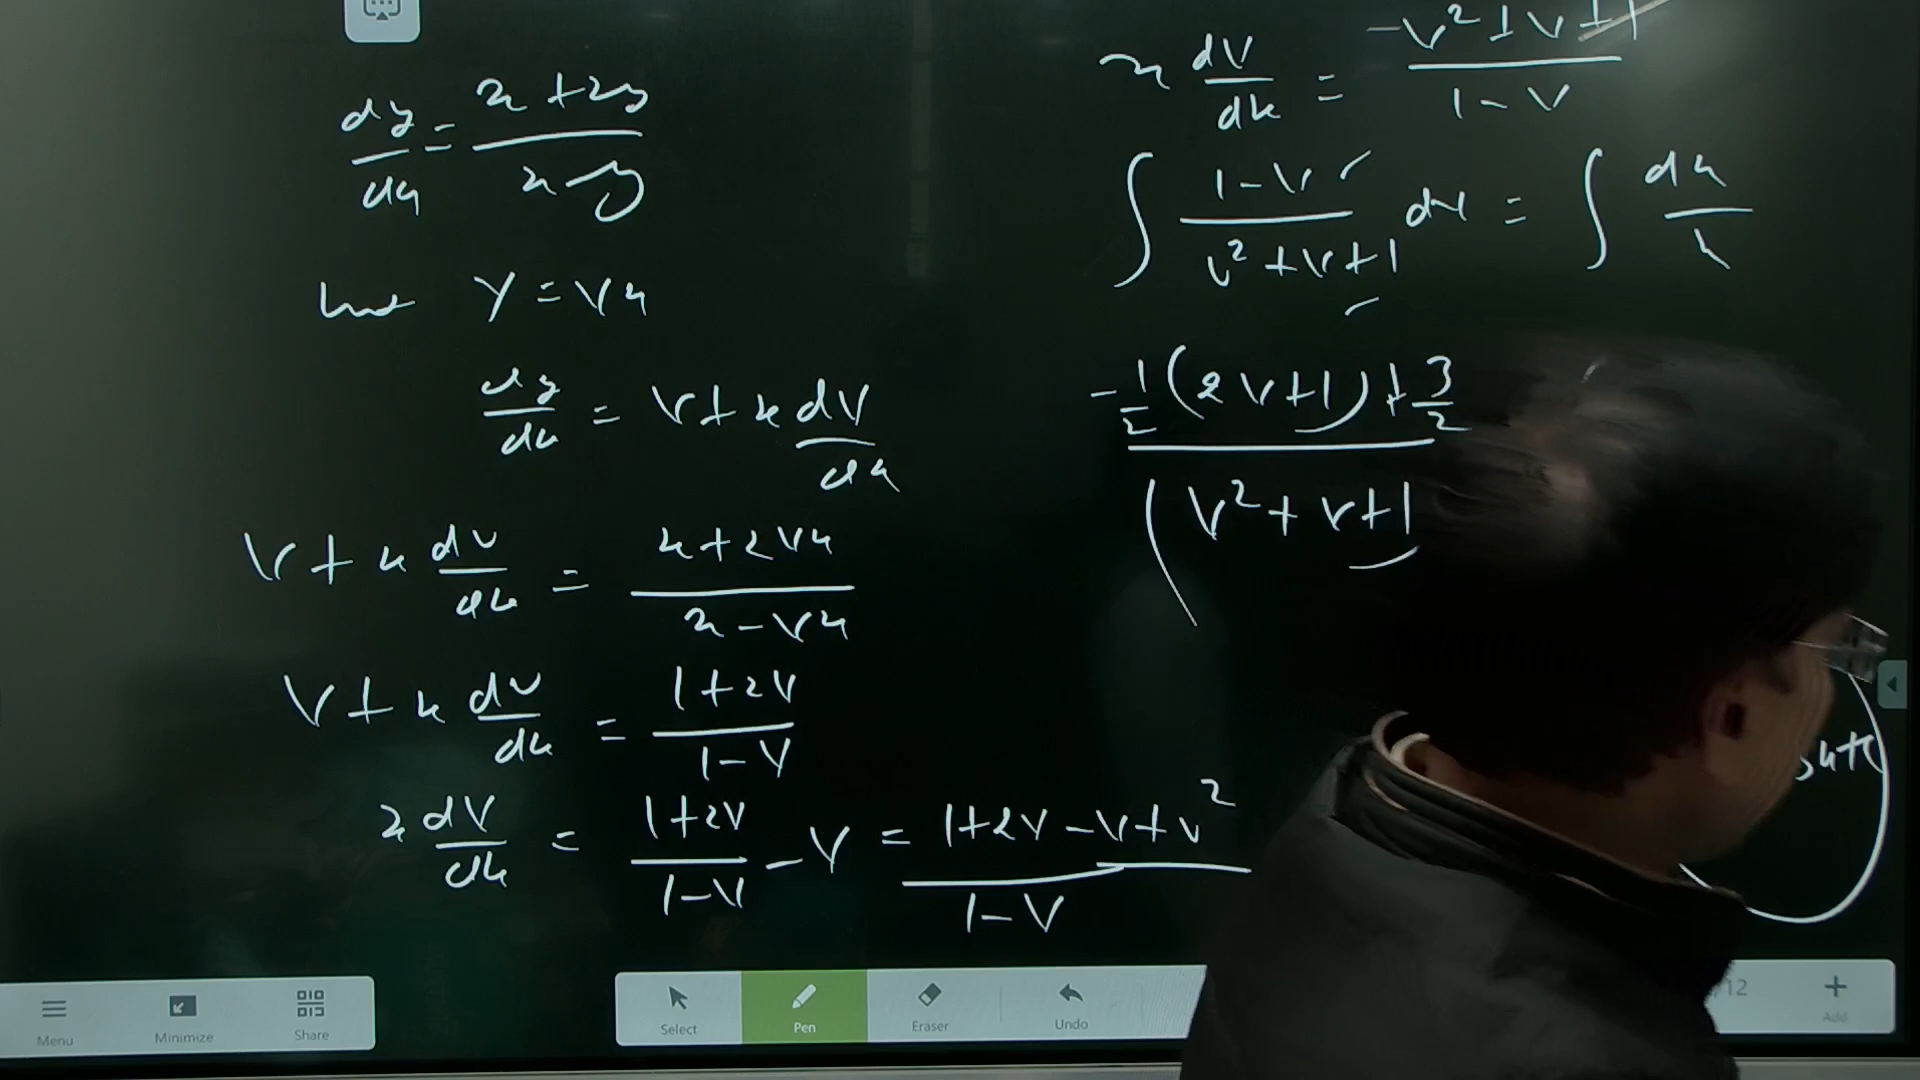 dy/dx = x + 2y / x - y
Let y = vx
dy/dx = v + x dv/dx
v + x dv/dx = x + 2vx / x - vx
v + x dv/dx = 1 + 2v / 1 - v
x dv/dx = 1 + 2v / 1 - v - v = 1 + 2v - v + v² / 1 - v
x dv/dx = -v² + v + 1 / 1 - v
∫ 1 - v / v² + v + 1 dv = ∫ dx / x
-1/2 (2v + 1) + 3/2 / (v² + v + 1
Menu
Minimize
Share
Select
Pen
Eraser
Undo
/12
Add